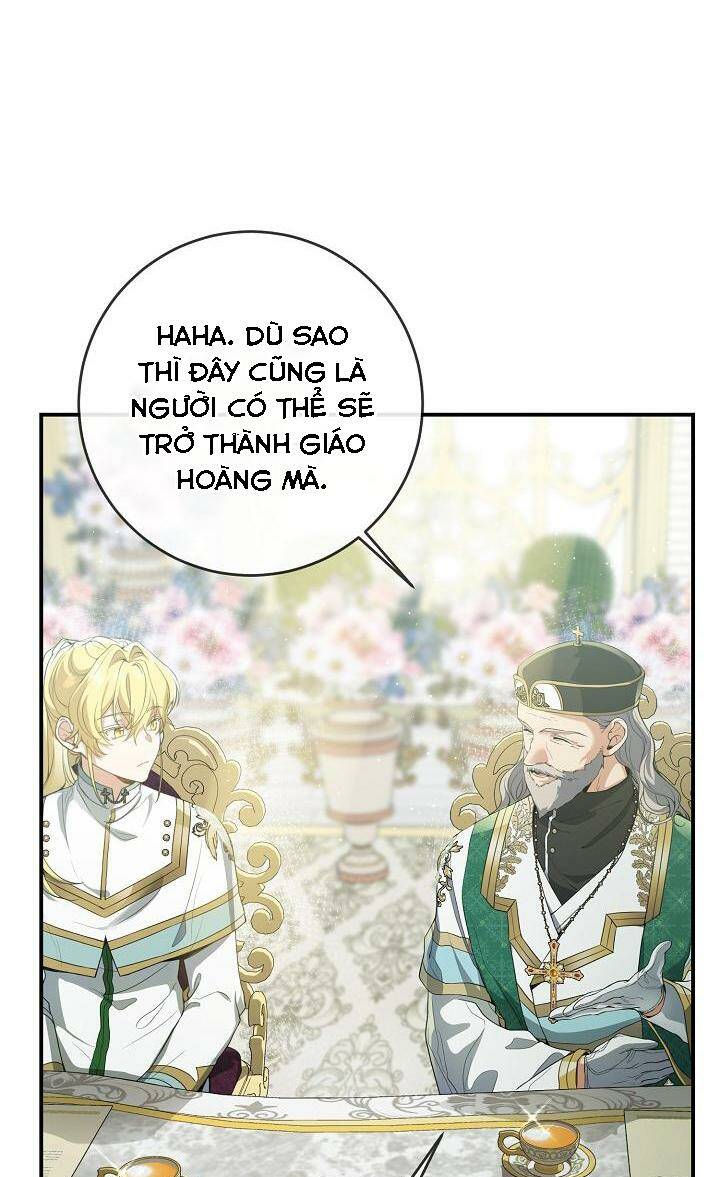 HAHA. DÙ SAO
THÌ ĐÂY CŨNG LÀ
NGƯỜI CÓ THỂ SẼ
TRỞ THÀNH GIÁO
HOÀNG MÀ.